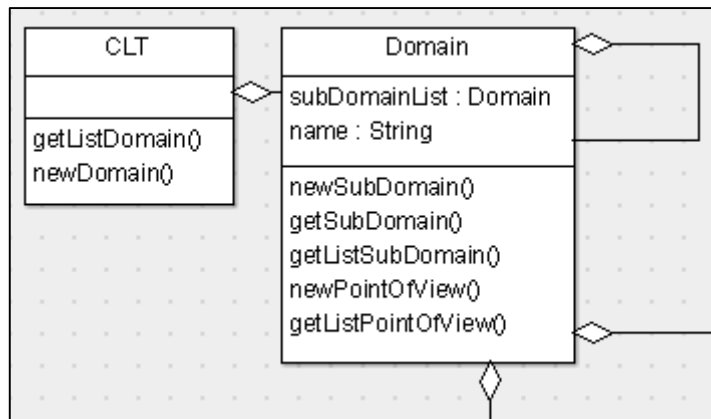 CLT
getListDomain()
newDomain()
Domain
subDomainList : Domain
name : String
newSubDomain()
getSubDomain()
getListSubDomain()
newPointOfView()
getListPointOfView()